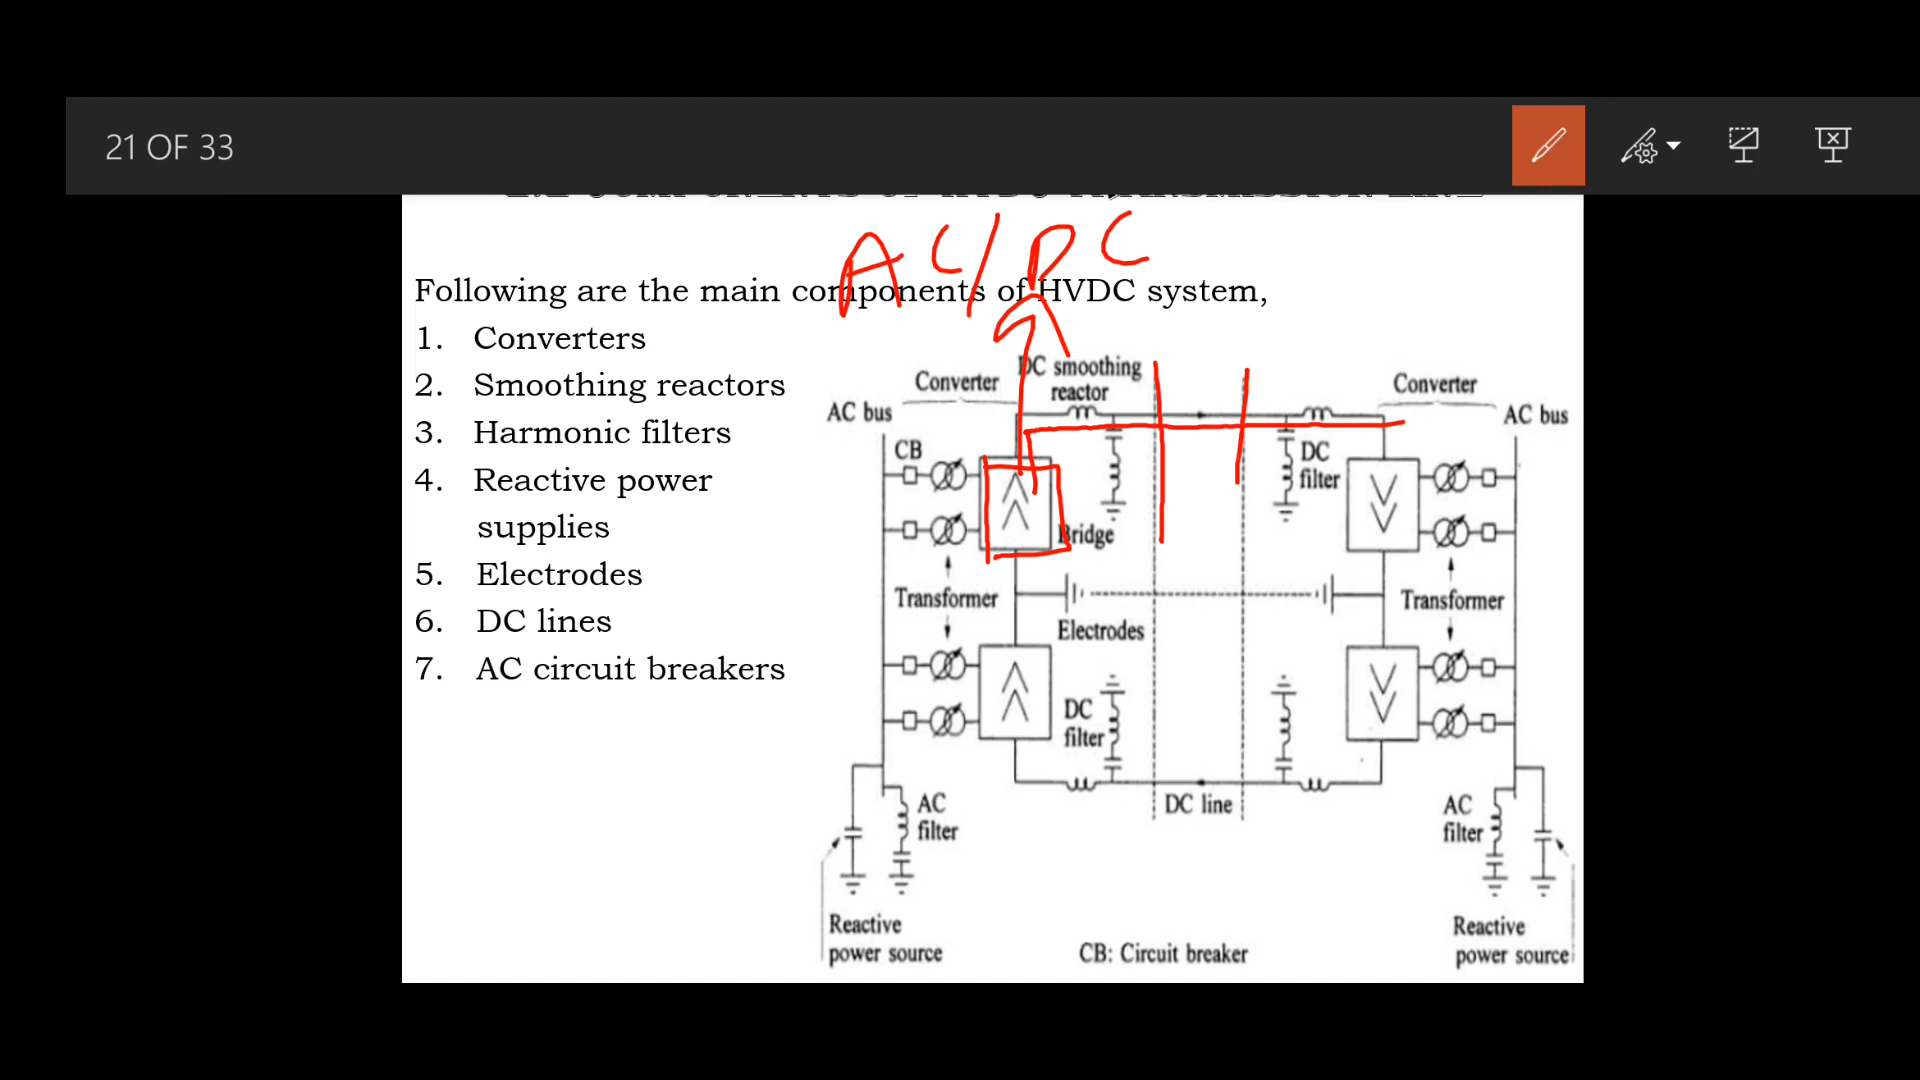 21 OF 33
AC/DC
Following are the main components of HVDC system,
1. Converters
2. Smoothing reactors
3. Harmonic filters
4. Reactive power
supplies
5. Electrodes
6. DC lines
7. AC circuit breakers
DC smoothing
reactor
Converter
Converter
AC bus
AC bus
CB
DC
filter
Bridge
Transformer
Transformer
Electrodes
DC
filter
DC line
AC
filter
AC
filter
Reactive
power source
CB: Circuit breaker
Reactive
power source